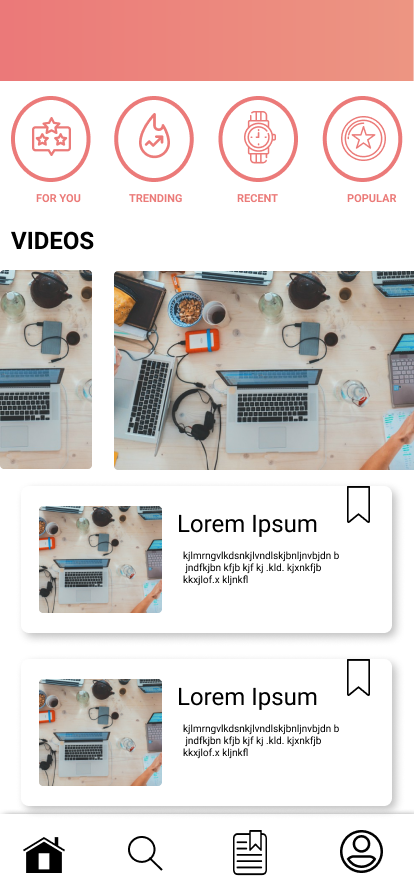 FOR YOU TRENDING RECENT POPULAR
VIDEOS
Lorem Ipsum
kjlmrngvlkdsnkjlvndlskjbnljnvbjdn b
jndfkjbn kfjb kjf kj .kld. kjxnkfjb
kkxjlof.x kljnkfl
Lorem Ipsum
kjlmrngvlkdsnkjlvndlskjbnljnvbjdn b
jndfkjbn kfjb kjf kj .kld. kjxnkfjb
kkxjlof.x kljnkfl